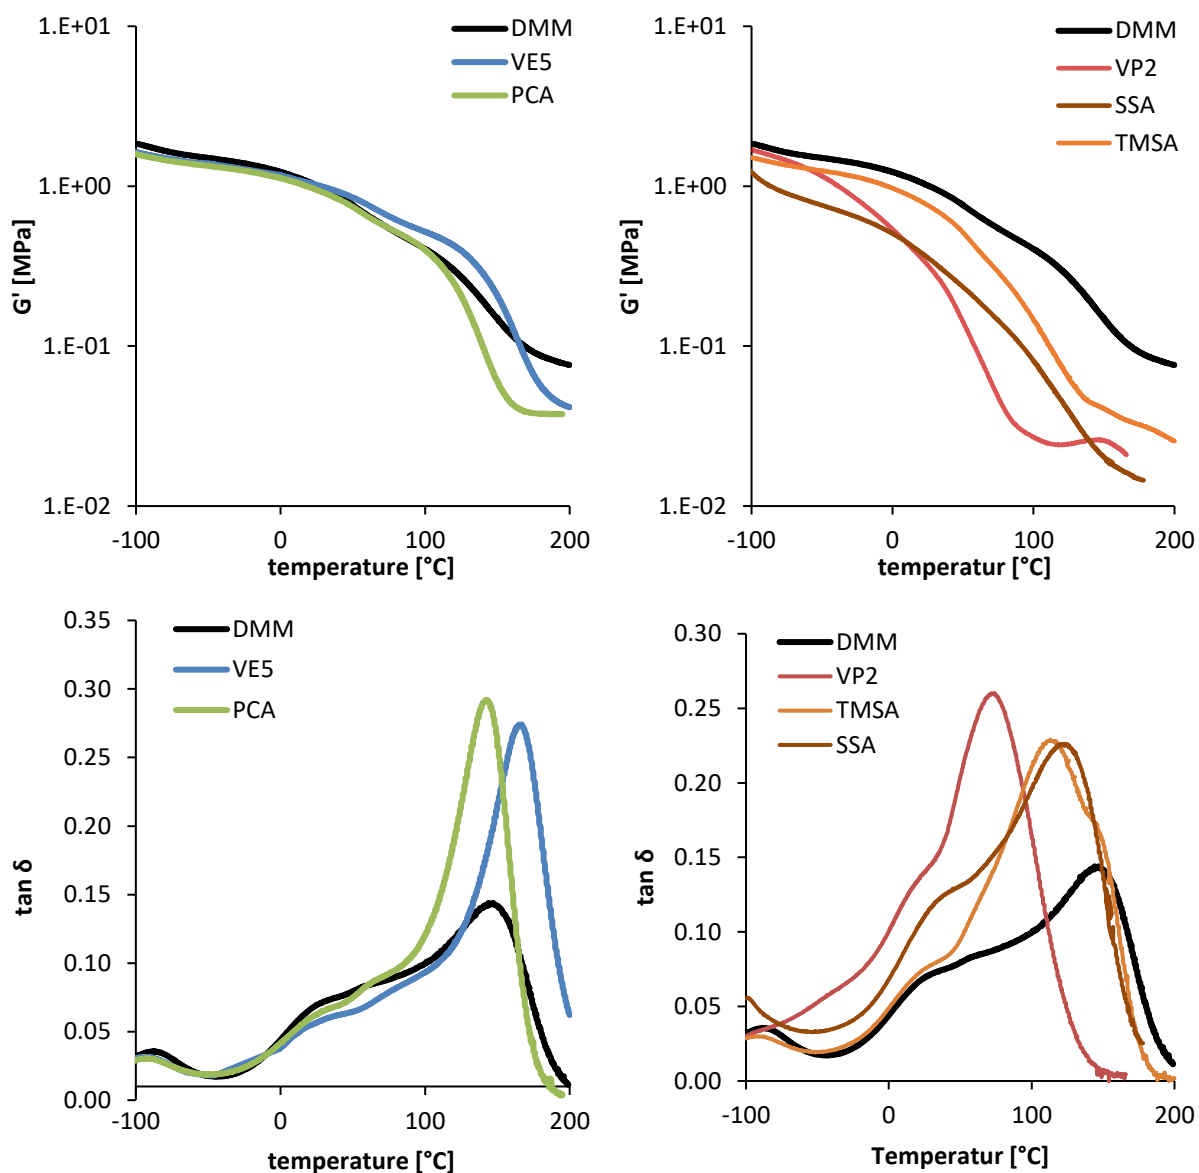 1.E+01
1.E+00
1.E-01
1.E-02
G' [MPa]
-100 0 100 200
temperature [°C]
DMM
VE5
PCA
1.E+01
1.E+00
1.E-01
1.E-02
G' [MPa]
-100 0 100 200
temperatur [°C]
DMM
VP2
SSA
TMSA
0.35
0.30
0.25
0.20
0.15
0.10
0.05
0.00
tan δ
-100 0 100 200
temperature [°C]
DMM
VE5
PCA
0.30
0.25
0.20
0.15
0.10
0.05
0.00
tan δ
-100 0 100 200
Temperatur [°C]
DMM
VP2
TMSA
SSA